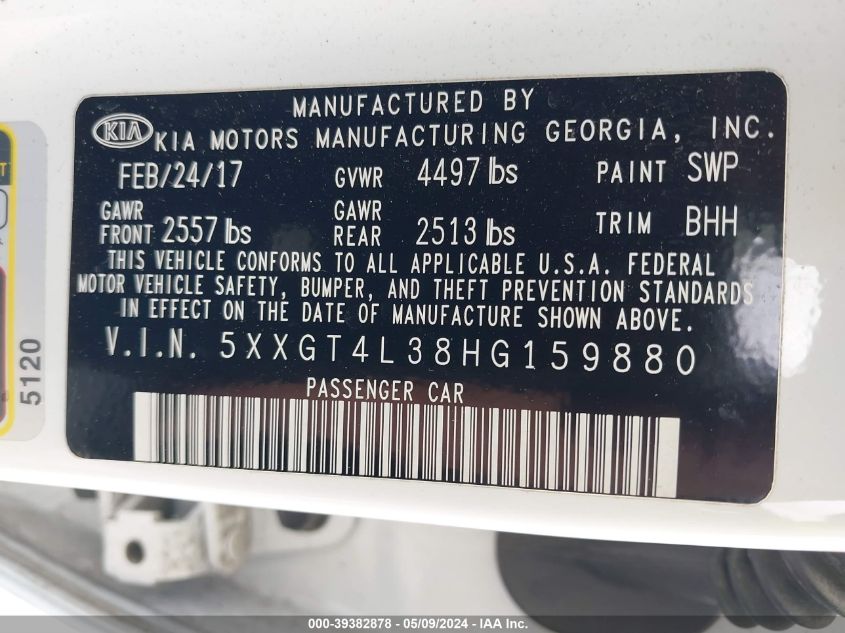 MANUFACTURED BY
KIA KIA MOTORS MANUFACTURING GEORGIA, INC.
FEB/24/17 GVWR 4497 lbs PAINT SWP
GAWR FRONT 2557 lbs GAWR REAR 2513 lbs TRIM BHH
THIS VEHICLE CONFORMS TO ALL APPLICABLE U.S.A. FEDERAL
MOTOR VEHICLE SAFETY, BUMPER, AND THEFT PREVENTION STANDARDS
IN EFFECT ON THE DATE OF MANUFACTURE SHOWN ABOVE.
V.I.N. 5XXGT4L38HG159880
PASSENGER CAR
5120
000-39382878 - 05/09/2024 - IAA Inc.